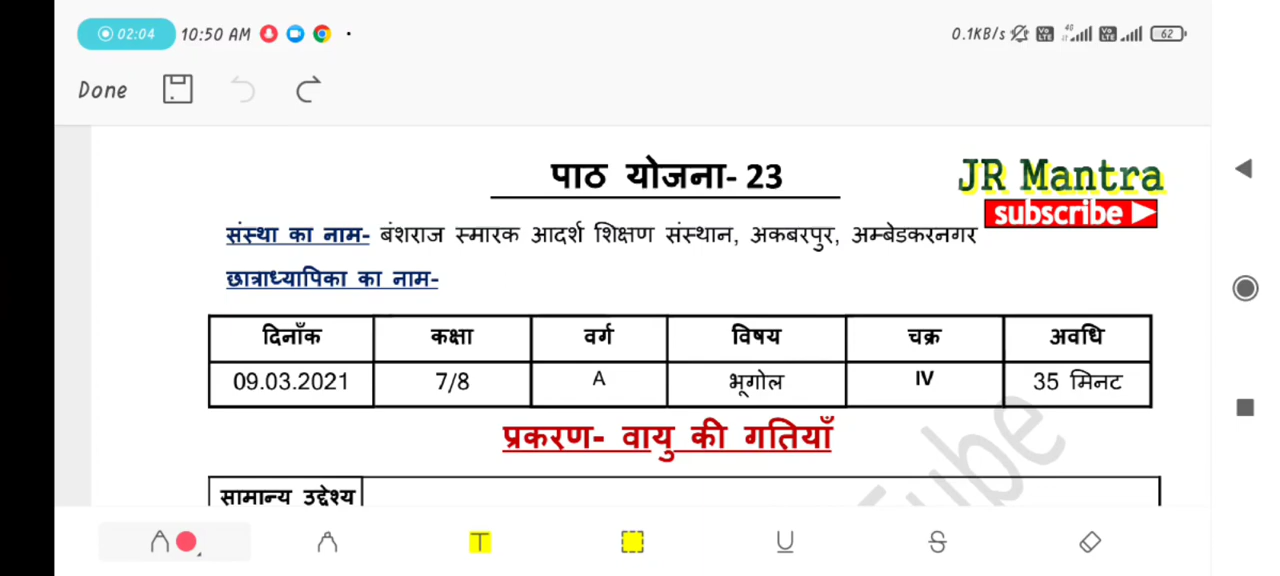 02:04 10:50 AM 0.1KB/s 4G 62
Done
पाठ योजना- 23
JR Mantra
subscribe
संस्था का नाम- बंशराज स्मारक आदर्श शिक्षण संस्थान, अकबरपुर, अम्बेडकरनगर
छात्राध्यापिका का नाम-
दिनाँक कक्षा वर्ग विषय चक्र अवधि
09.03.2021 7/8 A भूगोल IV 35 मिनट
प्रकरण- वायु की गतियाँ
सामान्य उद्देश्य